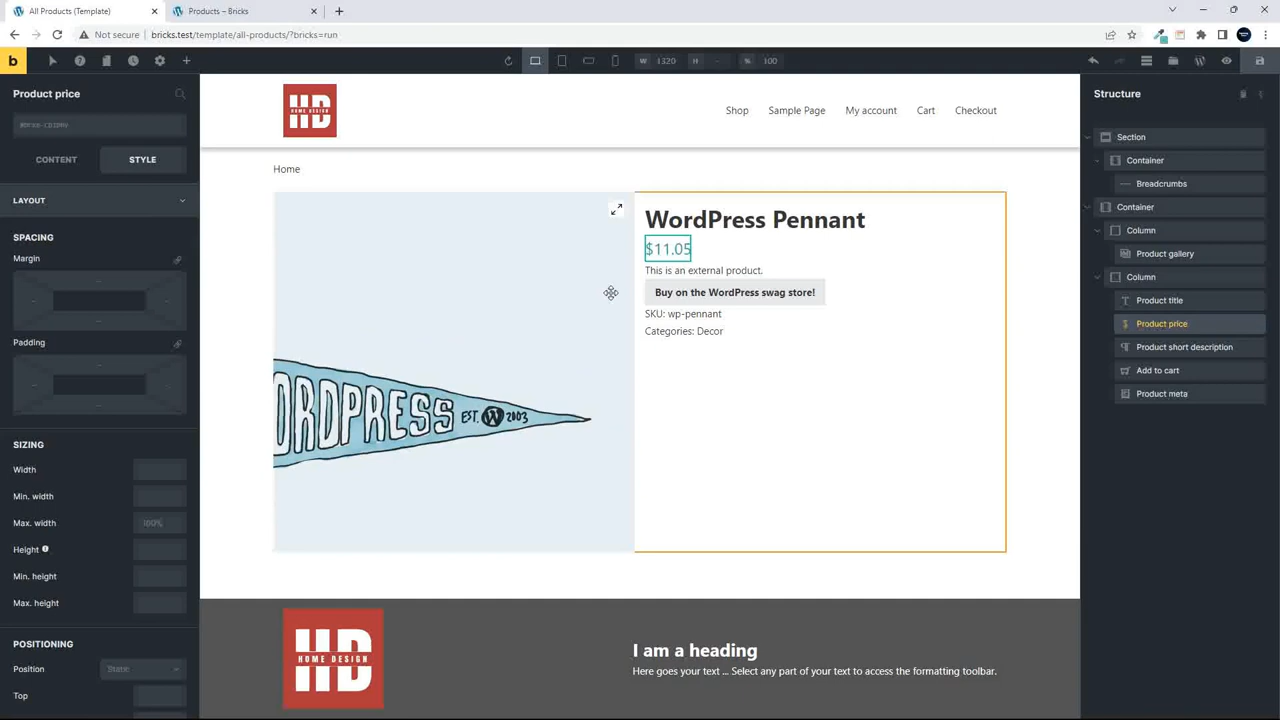 All Products (Template)
Products – Bricks
Not secure
bricks.test/template/all-products/?bricks=run
b
W 1320 H - % 100
Product price
CONTENT
STYLE
LAYOUT
SPACING
Margin
Padding
SIZING
Width
Min. width
Max. width
100%
Height
Min. height
Max. height
POSITIONING
Position
Static
Top
HD
HOME DESIGN
Shop
Sample Page
My account
Cart
Checkout
Home
WordPress Pennant
$11.05
This is an external product.
Buy on the WordPress swag store!
SKU: wp-pennant
Categories: Decor
ORDPRESS EST. W 2003
HD
HOME DESIGN
I am a heading
Here goes your text ... Select any part of your text to access the formatting toolbar.
Structure
Section
Container
Breadcrumbs
Container
Column
Product gallery
Column
Product title
Product price
Product short description
Add to cart
Product meta